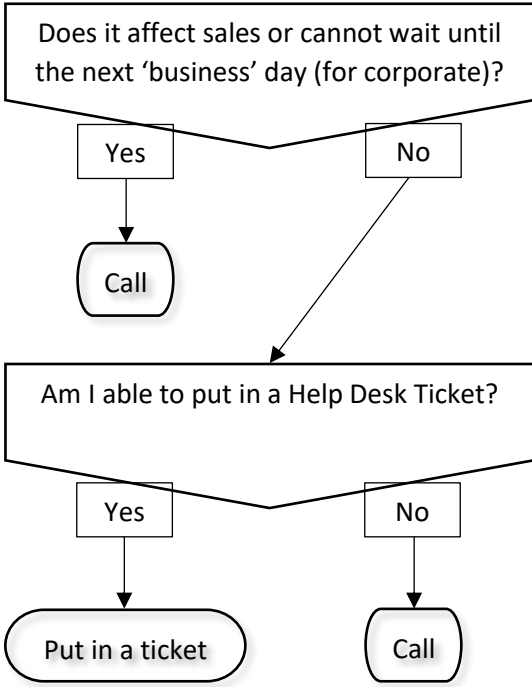 Does it affect sales or cannot wait until
the next ‘business’ day (for corporate)?
Yes
No
Call
Am I able to put in a Help Desk Ticket?
Yes
No
Put in a ticket
Call